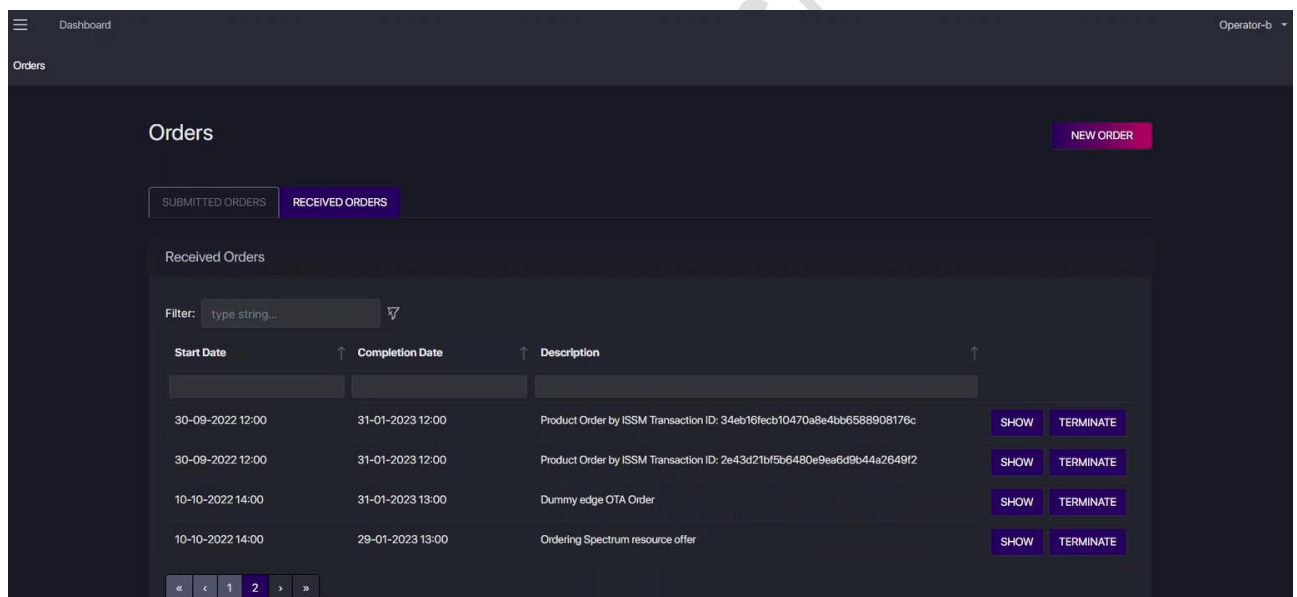 Dashboard Operator-b
Orders
Orders
NEW ORDER
SUBMITTED ORDERS RECEIVED ORDERS
Received Orders
Filter: type string...
Start Date Completion Date Description
30-09-2022 12:00 31-01-2023 12:00 Product Order by ISSM Transaction ID: 34eb16fecb10470a8e4bb6588908176c SHOW TERMINATE
30-09-2022 12:00 31-01-2023 12:00 Product Order by ISSM Transaction ID: 2e43d21bf5b6480e9ea6d9b44a2649f2 SHOW TERMINATE
10-10-2022 14:00 31-01-2023 13:00 Dummy edge OTA Order SHOW TERMINATE
10-10-2022 14:00 29-01-2023 13:00 Ordering Spectrum resource offer SHOW TERMINATE
« ‹ 1 2 › »